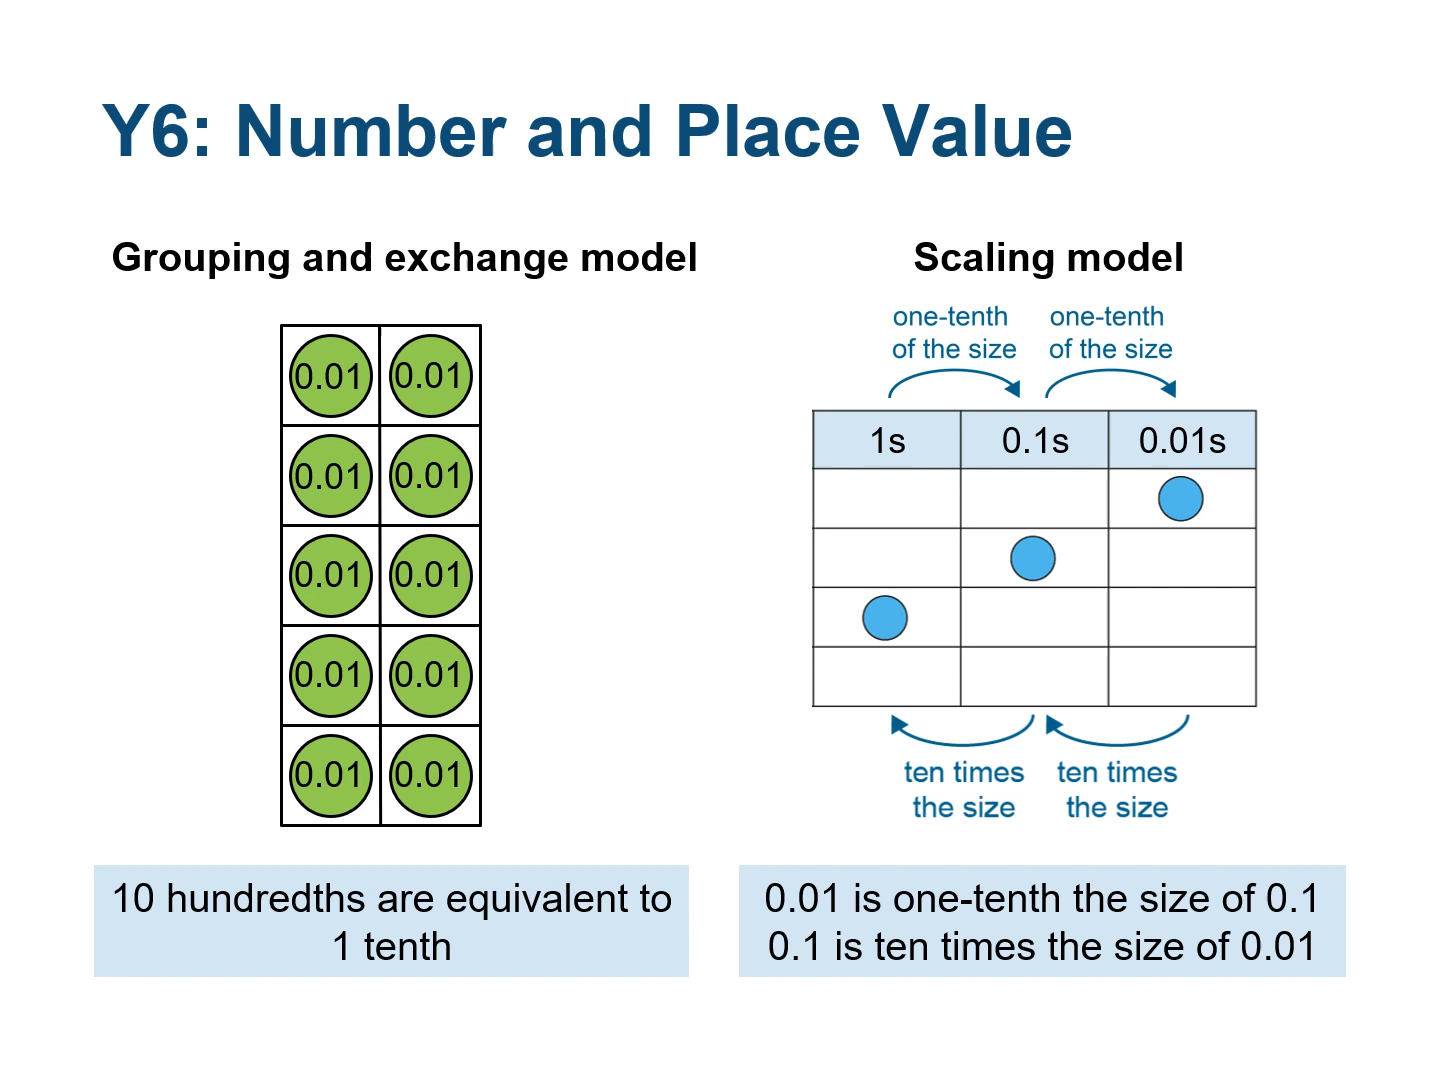 Y6: Number and Place Value
Grouping and exchange model
0.01 0.01
0.01 0.01
0.01 0.01
0.01 0.01
0.01 0.01
10 hundredths are equivalent to
1 tenth
Scaling model
one-tenth one-tenth
of the size of the size
1s 0.1s 0.01s
ten times ten times
the size the size
0.01 is one-tenth the size of 0.1
0.1 is ten times the size of 0.01